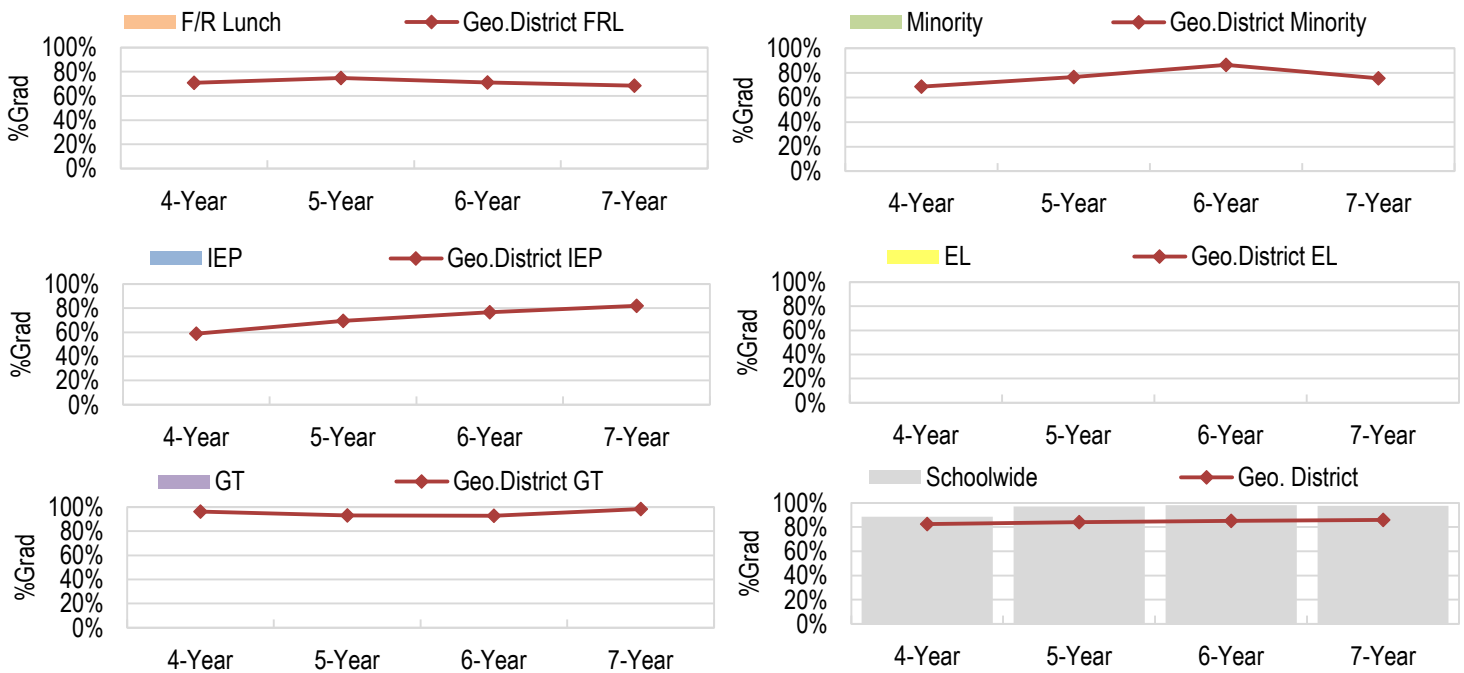 F/R Lunch Geo.District FRL
100%
80%
60%
40%
20%
0%
%Grad
4-Year 5-Year 6-Year 7-Year
Minority Geo.District Minority
100%
80%
60%
40%
20%
0%
%Grad
4-Year 5-Year 6-Year 7-Year
IEP Geo.District IEP
100%
80%
60%
40%
20%
0%
%Grad
4-Year 5-Year 6-Year 7-Year
EL Geo.District EL
100%
80%
60%
40%
20%
0%
%Grad
4-Year 5-Year 6-Year 7-Year
GT Geo.District GT
100%
80%
60%
40%
20%
0%
%Grad
4-Year 5-Year 6-Year 7-Year
Schoolwide Geo. District
100%
80%
60%
40%
20%
0%
%Grad
4-Year 5-Year 6-Year 7-Year